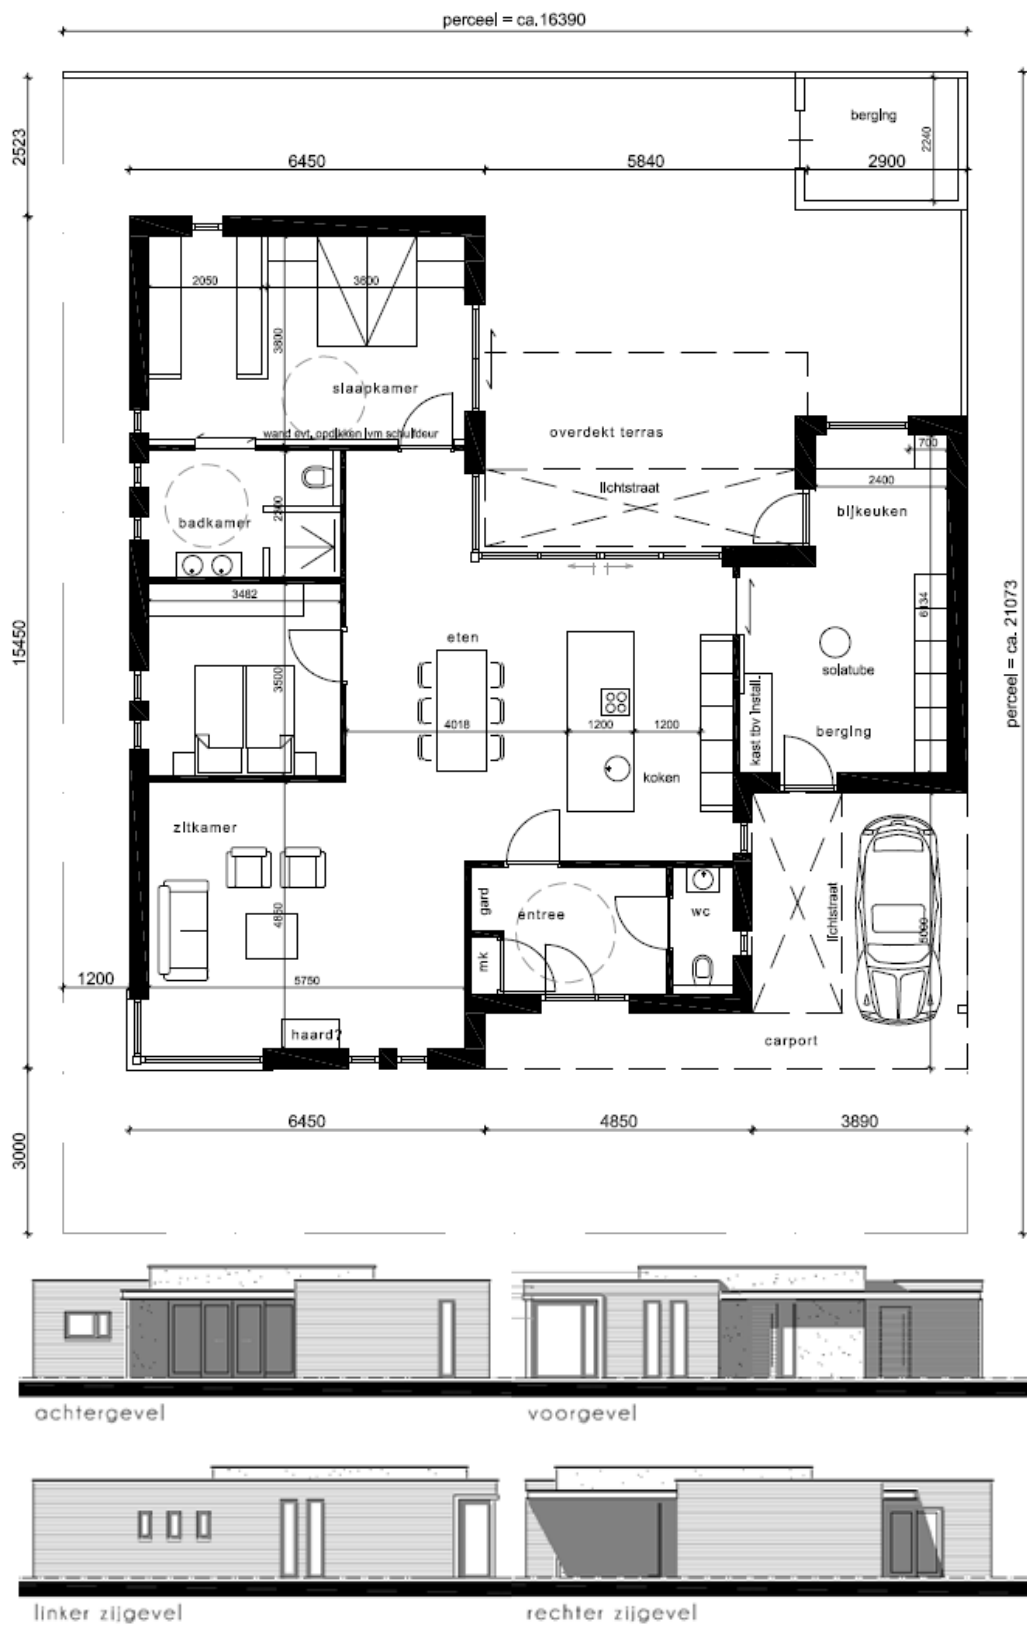 perceel = ca.16390
berging
2240
2523
6450
5840
2900
2050
3600
3800
slaapkamer
wand evt. opdikken ivm schuifdeur
overdekt terras
700
2400
lichtstraat
bijkeuken
badkamer
2200
3482
6134
15450
perceel = ca. 21073
eten
3500
solatube
kast tbv install.
4018
1200
1200
berging
koken
zitkamer
gard
entree
wc
lichtstraat
4850
5000
mk
1200
5750
haard?
carport
6450
4850
3890
3000
achtergevel
voorgevel
linker zijgevel
rechter zijgevel